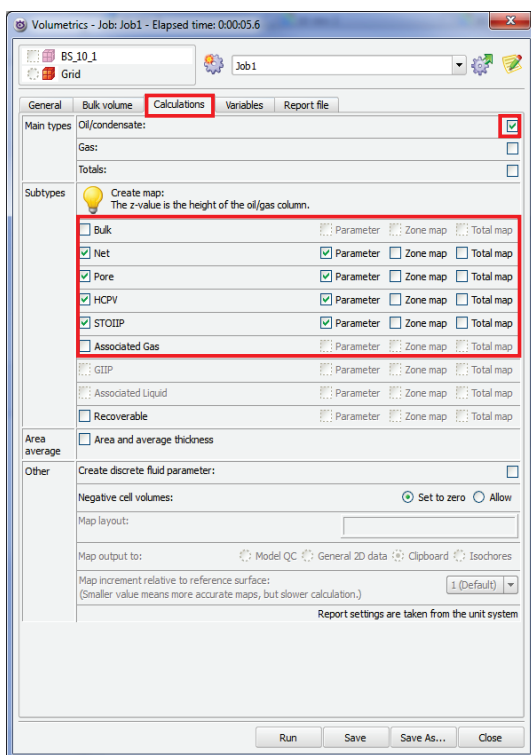 Volumetrics - Job: Job1 - Elapsed time: 0:00:05.6
BS_10_1
Grid
Job1
General Bulk volume Calculations Variables Report file
Main types Oil/condensate:
Gas:
Totals:
Subtypes Create map:
The z-value is the height of the oil/gas column.
Bulk Parameter Zone map Total map
Net Parameter Zone map Total map
Pore Parameter Zone map Total map
HCPV Parameter Zone map Total map
STOIIP Parameter Zone map Total map
Associated Gas Parameter Zone map Total map
GIIP Parameter Zone map Total map
Associated Liquid Parameter Zone map Total map
Recoverable Parameter Zone map Total map
Area average Area and average thickness
Other Create discrete fluid parameter:
Negative cell volumes: Set to zero Allow
Map layout:
Map output to: Model QC General 2D data Clipboard Isochores
Map increment relative to reference surface: 1 (Default)
(Smaller value means more accurate maps, but slower calculation.)
Report settings are taken from the unit system
Run Save Save As... Close